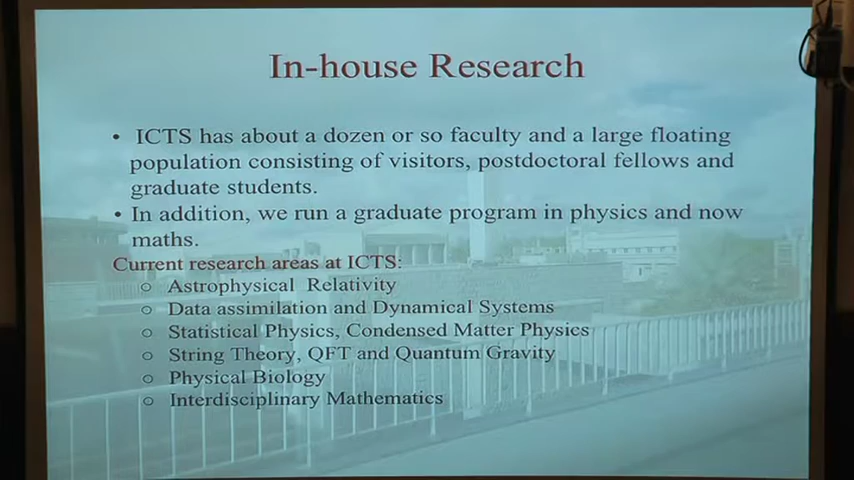 In-house Research
• ICTS has about a dozen or so faculty and a large floating
population consisting of visitors, postdoctoral fellows and
graduate students.
• In addition, we run a graduate program in physics and now
maths.
Current research areas at ICTS:
o Astrophysical Relativity
o Data assimilation and Dynamical Systems
o Statistical Physics, Condensed Matter Physics
o String Theory, QFT and Quantum Gravity
o Physical Biology
o Interdisciplinary Mathematics